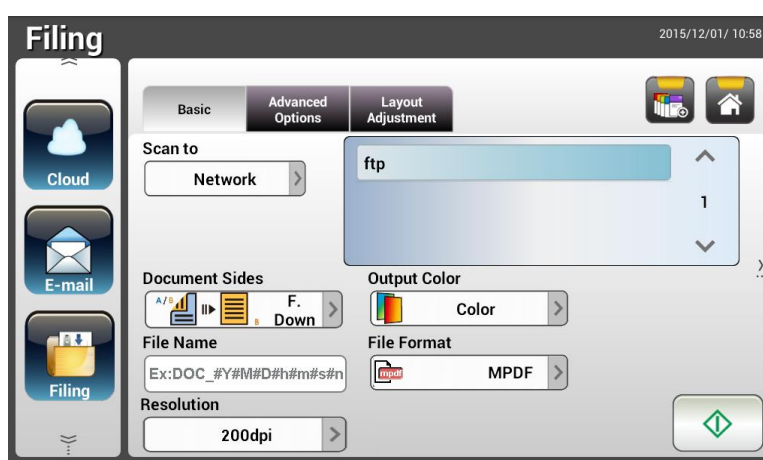 Filing
2015/12/01/ 10:58
Cloud
E-mail
Filing
Basic
Advanced
Options
Layout
Adjustment
Scan to
Network
ftp
1
Document Sides
A/B
B
F.
Down
Output Color
Color
File Name
Ex:DOC_#Y#M#D#h#m#s#n
File Format
mpdf
MPDF
Resolution
200dpi